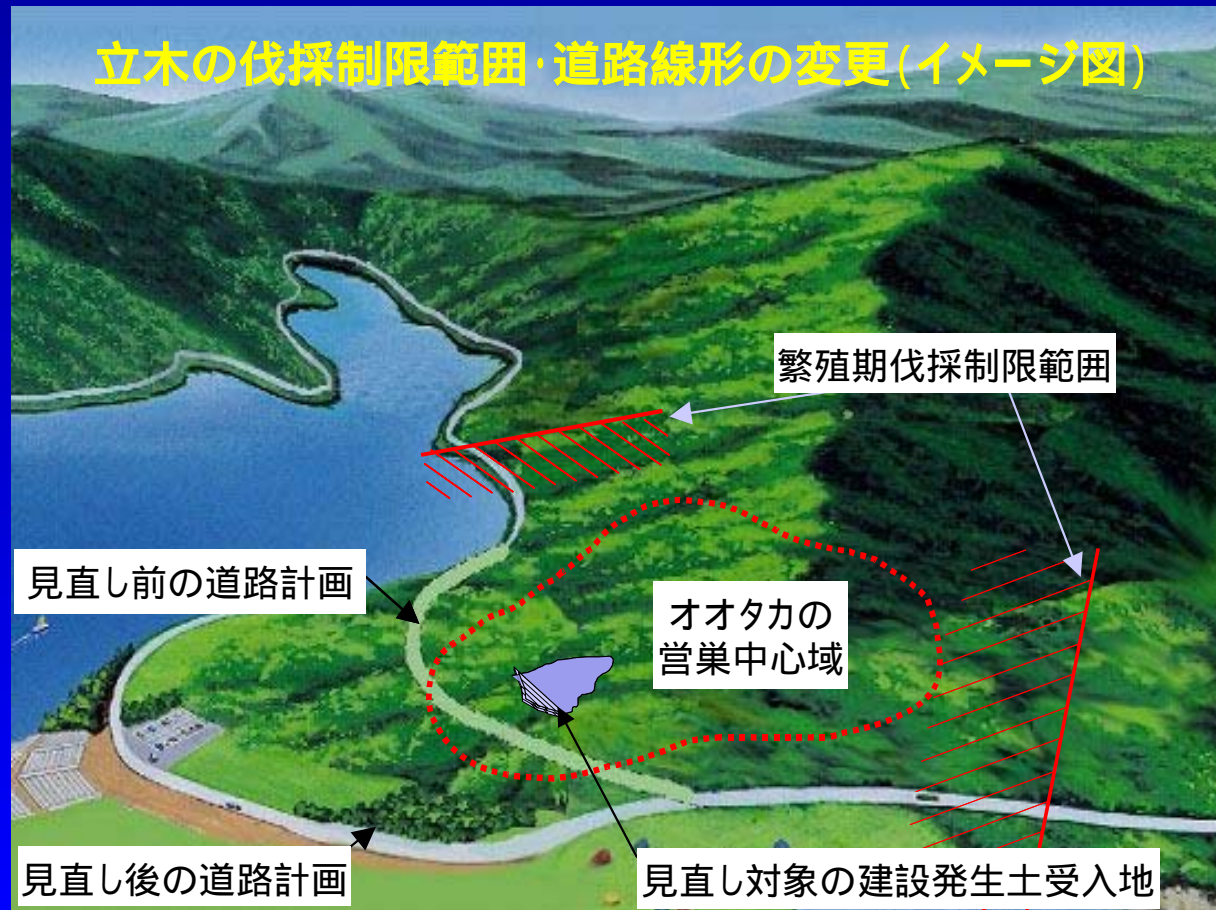 立木の伐採制限範囲・道路線形の変更(イメージ図)
繁殖期伐採制限範囲
見直し前の道路計画
オオタカの
営巣中心域
見直し後の道路計画
見直し対象の建設発生土受入地